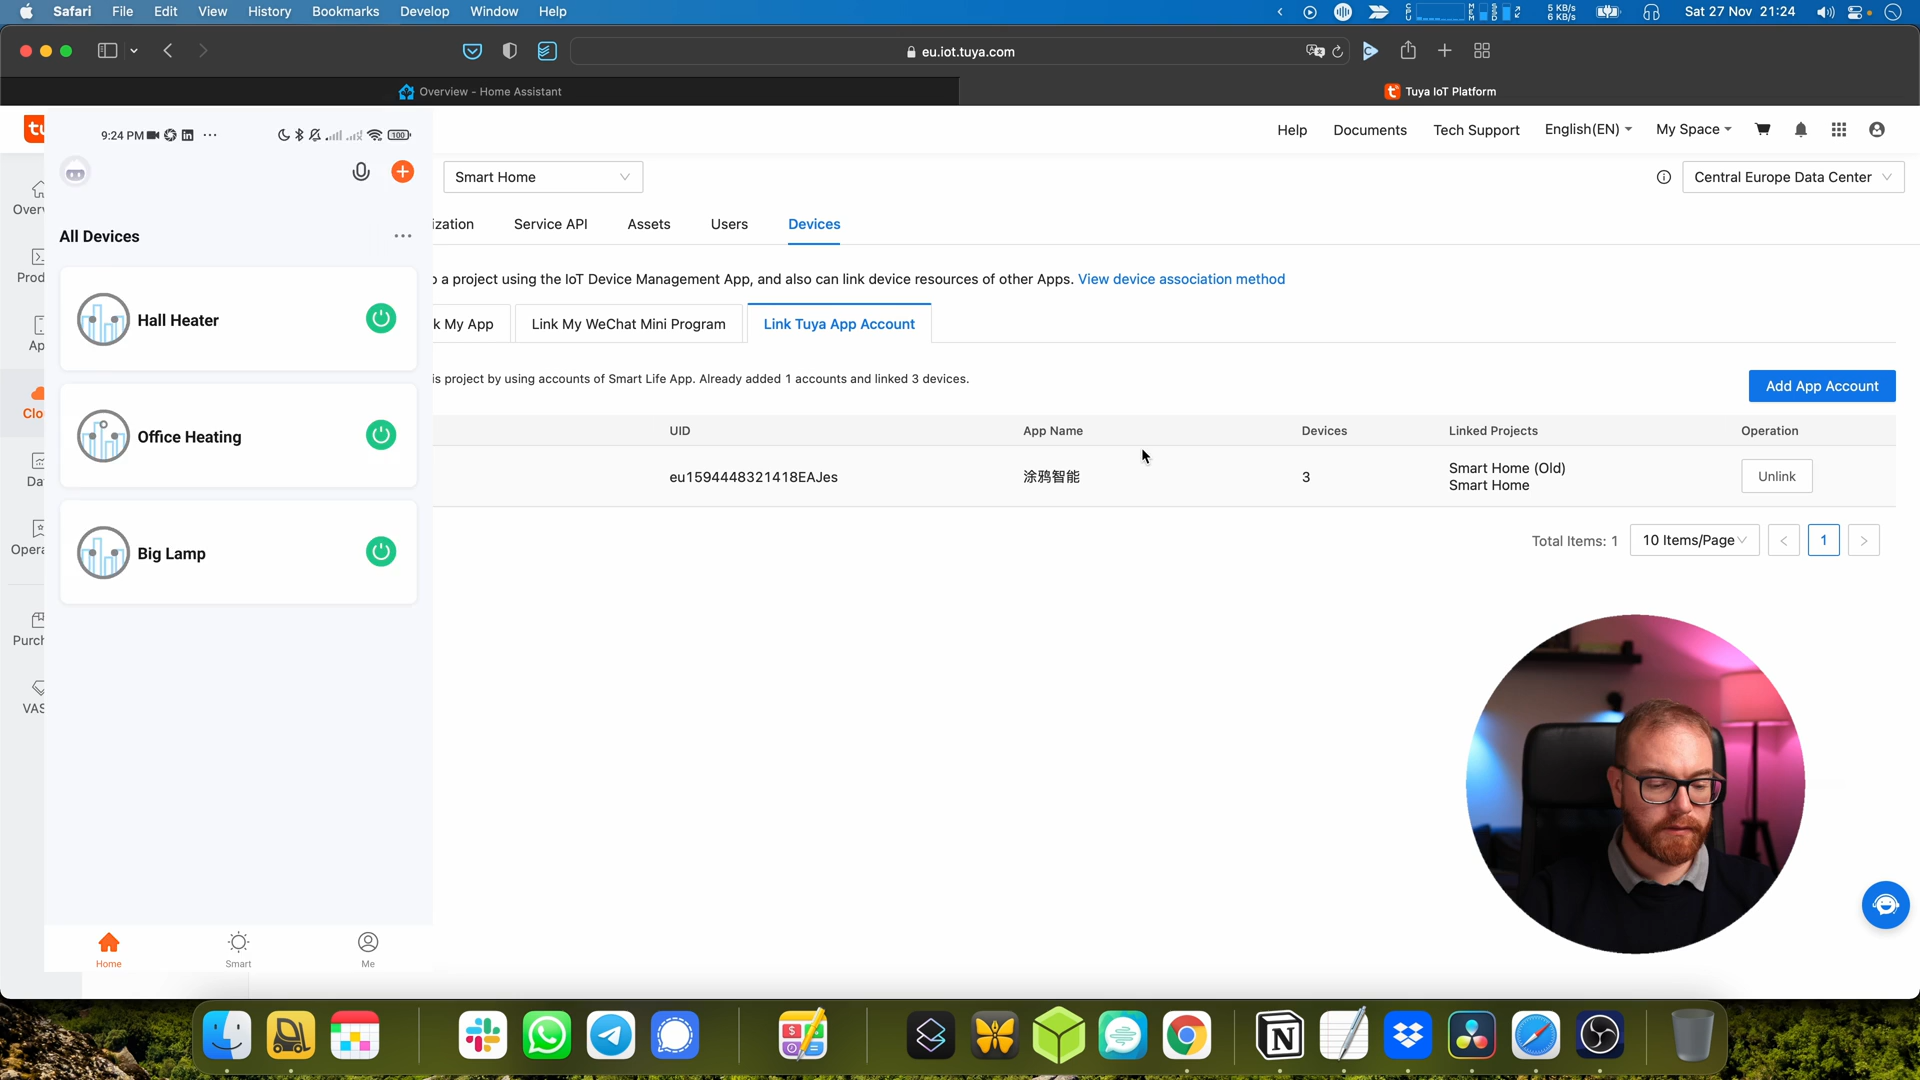 Safari File Edit View History Bookmarks Develop Window Help
5 KB/s
6 KB/s
Sat 27 Nov 21:24
eu.iot.tuya.com
Overview - Home Assistant
Tuya IoT Platform
tu
9:24 PM
100
Help
Documents
Tech Support
English(EN)
My Space
Smart Home
Central Europe Data Center
All Devices
ization
Service API
Assets
Users
Devices
a project using the IoT Device Management App, and also can link device resources of other Apps. View device association method
Hall Heater
k My App
Link My WeChat Mini Program
Link Tuya App Account
is project by using accounts of Smart Life App. Already added 1 accounts and linked 3 devices.
Add App Account
UID
App Name
Devices
Linked Projects
Operation
Office Heating
eu1594448321418EAJes
涂鸦智能
3
Smart Home (Old)
Smart Home
Unlink
Total Items: 1
10 Items/Page
<
1
>
Big Lamp
Overv
Prod
Ap
Clo
Da
Opera
Purch
VAS
Home
Smart
Me